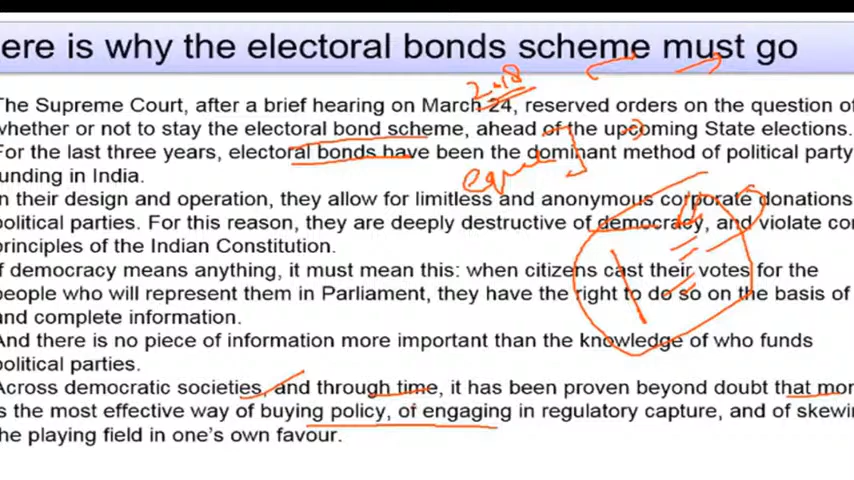 ere is why the electoral bonds scheme must go
2018
The Supreme Court, after a brief hearing on March 24, reserved orders on the question of
whether or not to stay the electoral bond scheme, ahead of the upcoming State elections.
For the last three years, electoral bonds have been the dominant method of political party
unding in India.
n their design and operation, they allow for limitless and anonymous corporate donations
political parties. For this reason, they are deeply destructive of democracy, and violate co
principles of the Indian Constitution.
f democracy means anything, it must mean this: when citizens cast their votes for the
people who will represent them in Parliament, they have the right to do so on the basis of
and complete information.
And there is no piece of information more important than the knowledge of who funds
political parties.
Across democratic societies, and through time, it has been proven beyond doubt that mor
s the most effective way of buying policy, of engaging in regulatory capture, and of skewi
he playing field in one's own favour.